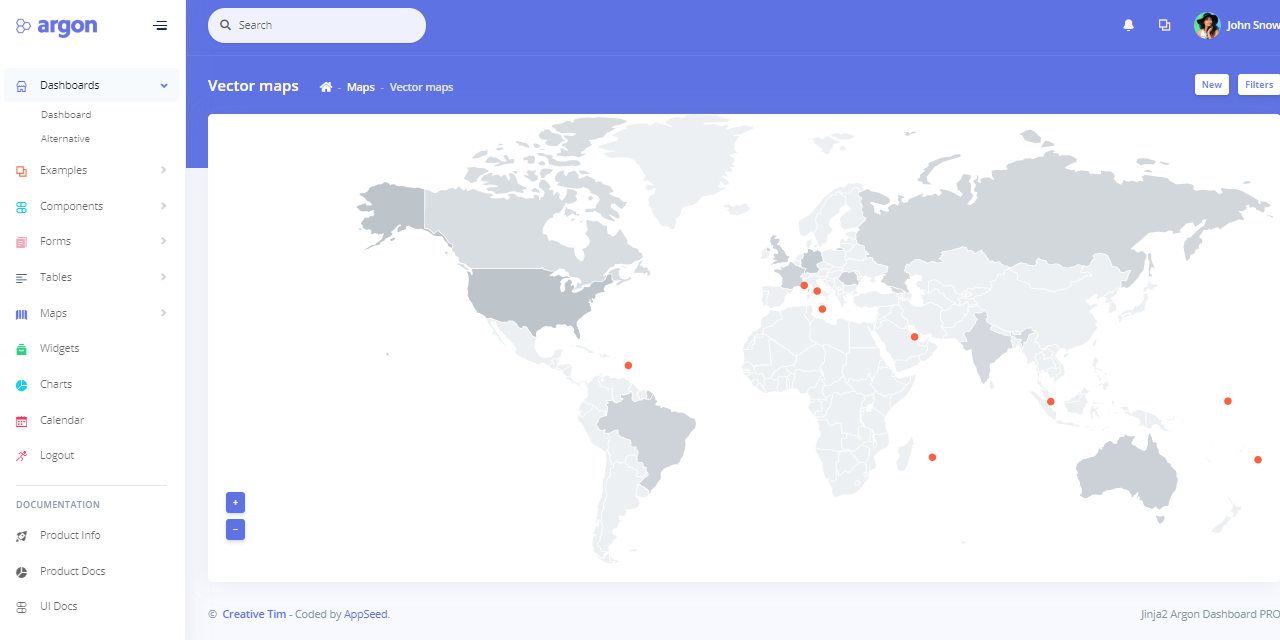 argon
Search
John Snow
Dashboards
Dashboard
Alternative
Examples
Components
Forms
Tables
Maps
Widgets
Charts
Calendar
Logout
DOCUMENTATION
Product Info
Product Docs
UI Docs
Vector maps
- Maps - Vector maps
New
Filters
+
−
© Creative Tim - Coded by AppSeed.
Jinja2 Argon Dashboard PRO